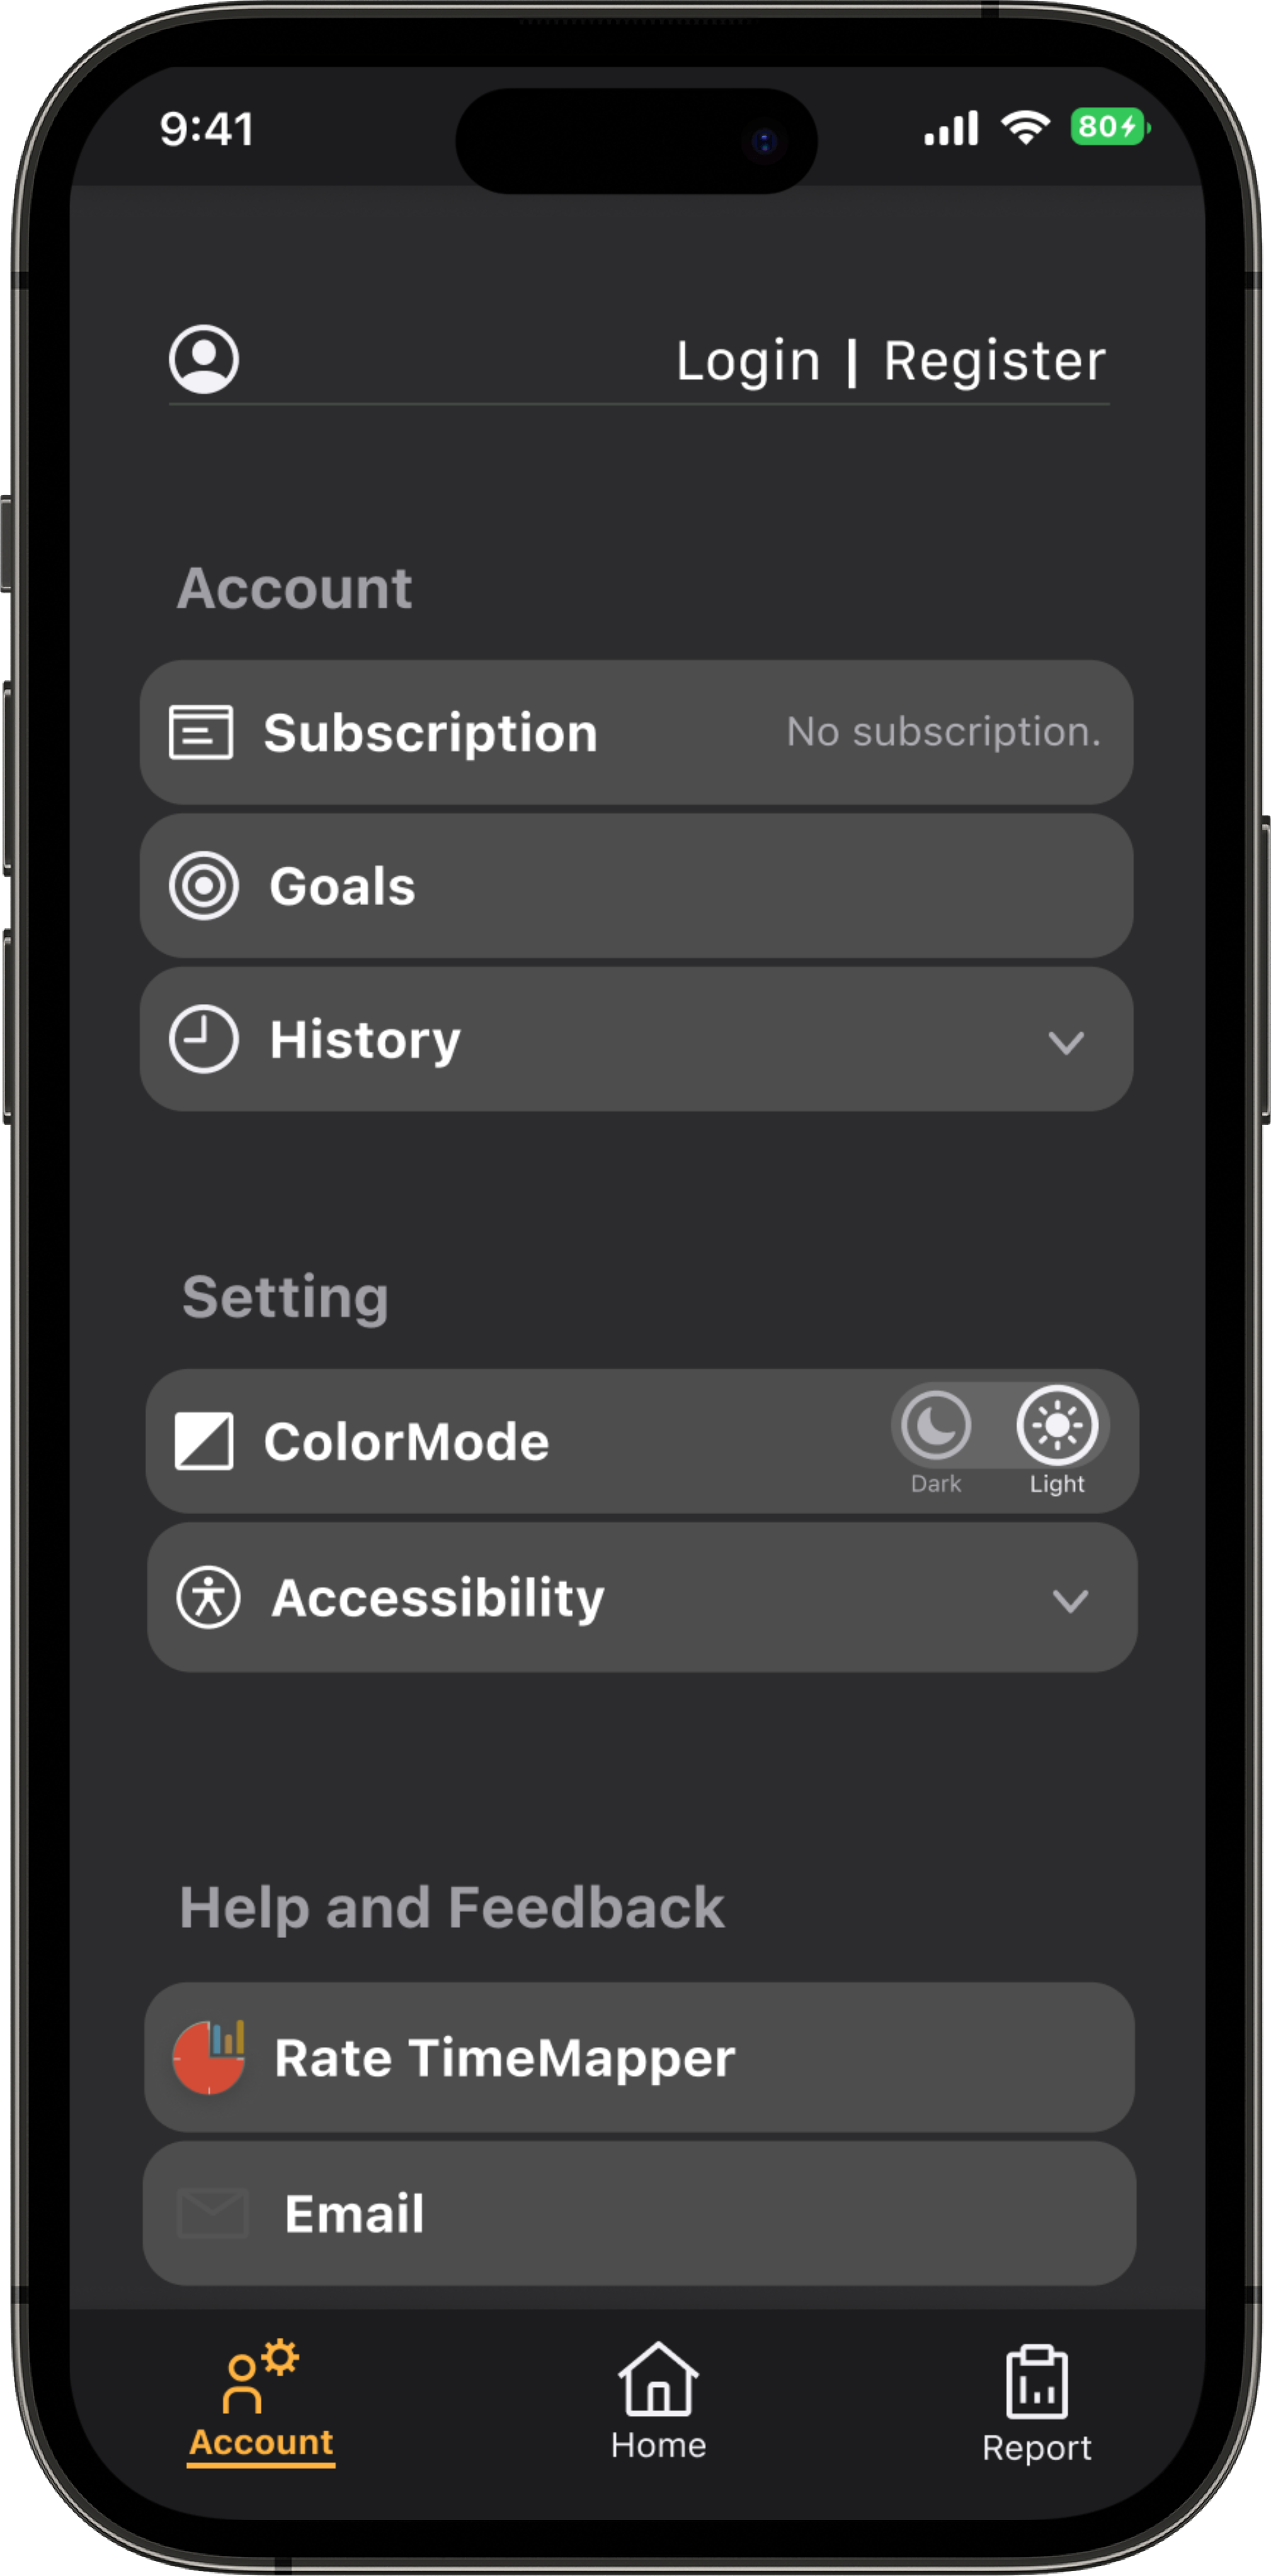 9:41
80
Login | Register
Account
Subscription No subscription.
Goals
History
Setting
ColorMode
Dark Light
Accessibility
Help and Feedback
Rate TimeMapper
Email
Account Home Report